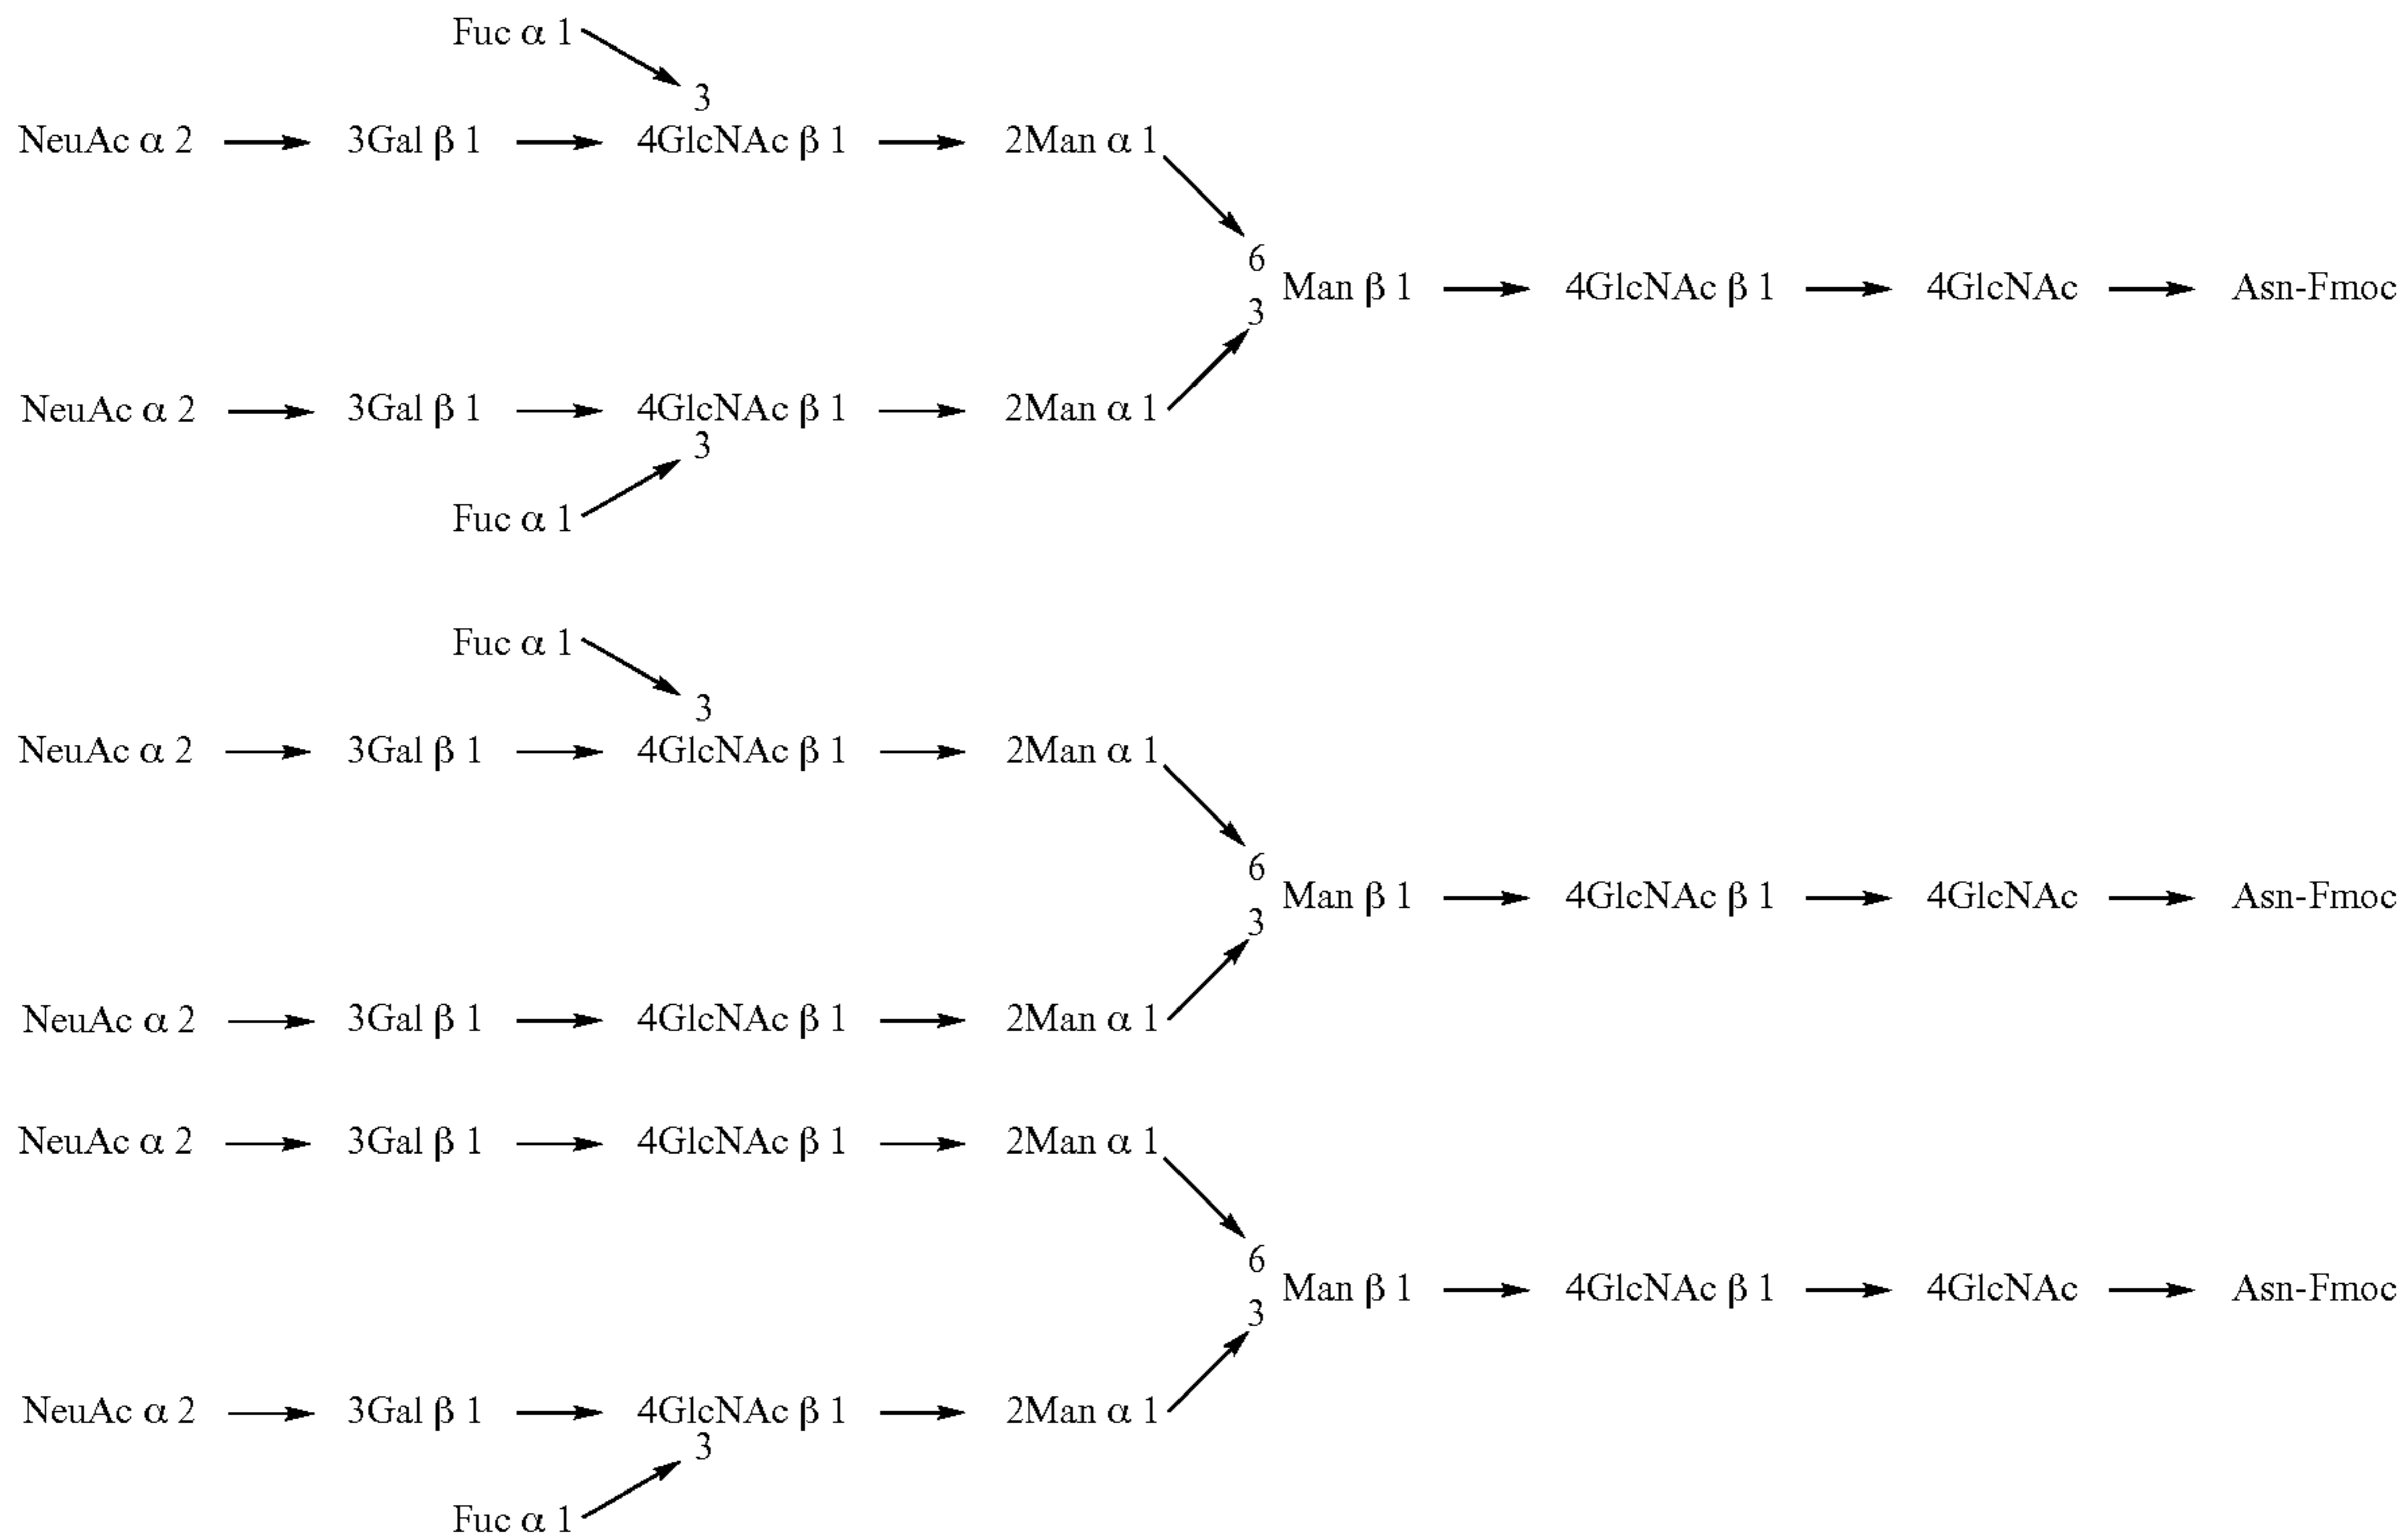 Fuc α 1
3
NeuAc α 2 3Gal β 1 4GlcNAc β 1 2Man α 1
6
Man β 1 4GlcNAc β 1 4GlcNAc Asn-Fmoc
3
NeuAc α 2 3Gal β 1 4GlcNAc β 1 2Man α 1
3
Fuc α 1
Fuc α 1
3
NeuAc α 2 3Gal β 1 4GlcNAc β 1 2Man α 1
6
Man β 1 4GlcNAc β 1 4GlcNAc Asn-Fmoc
3
NeuAc α 2 3Gal β 1 4GlcNAc β 1 2Man α 1
NeuAc α 2 3Gal β 1 4GlcNAc β 1 2Man α 1
6
Man β 1 4GlcNAc β 1 4GlcNAc Asn-Fmoc
3
NeuAc α 2 3Gal β 1 4GlcNAc β 1 2Man α 1
3
Fuc α 1